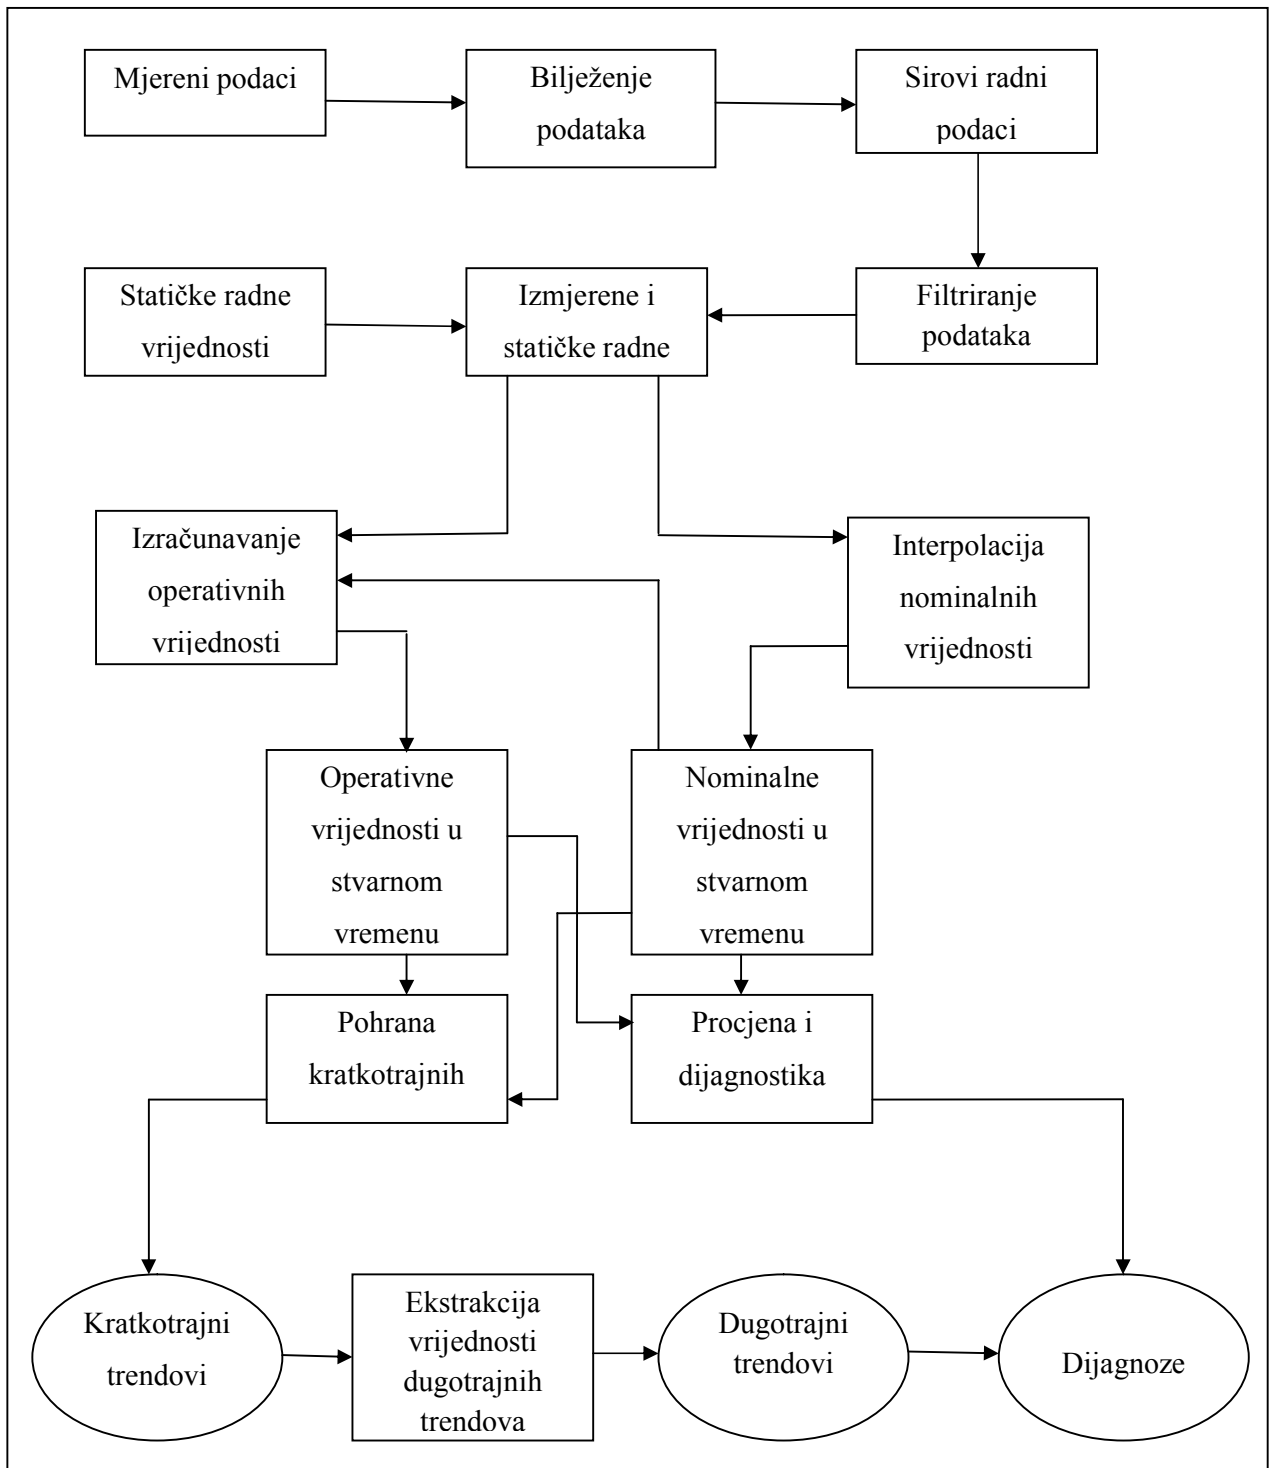 Mjereni podaci
Bilježenje
podataka
Sirovi radni
podaci
Statičke radne
vrijednosti
Izmjerene i
statičke radne
Filtriranje
podataka
Izračunavanje
operativnih
vrijednosti
Interpolacija
nominalnih
vrijednosti
Operativne
vrijednosti u
stvarnom
vremenu
Nominalne
vrijednosti u
stvarnom
vremenu
Pohrana
kratkotrajnih
Procjena i
dijagnostika
Kratkotrajni
trendovi
Ekstrakcija
vrijednosti
dugotrajnih
trendova
Dugotrajni
trendovi
Dijagnoze